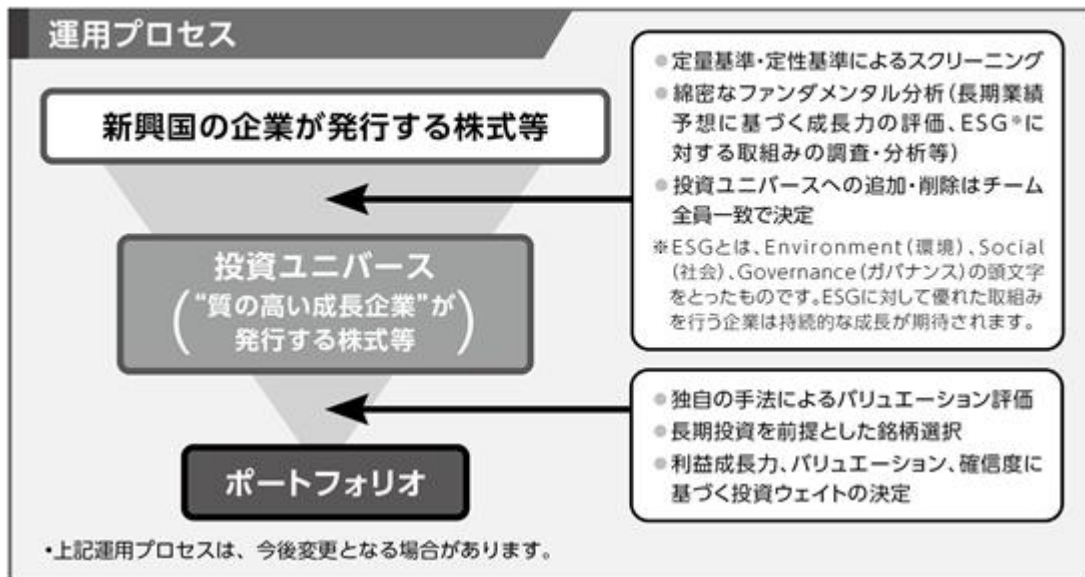 運用プロセス
新興国の企業が発行する株式等
●定量基準・定性基準によるスクリーニング
●綿密なファンダメンタル分析(長期業績
予想に基づく成長力の評価、ESG※に
対する取組みの調査・分析等)
●投資ユニバースへの追加・削除はチーム
全員一致で決定
※ESGとは、Environment(環境)、Social
(社会)、Governance(ガバナンス)の頭文字
をとったものです。ESGに対して優れた取組み
を行う企業は持続的な成長が期待されます。
投資ユニバース
(“質の高い成長企業”が
発行する株式等)
●独自の手法によるバリュエーション評価
●長期投資を前提とした銘柄選択
●利益成長力、バリュエーション、確信度に
基づく投資ウェイトの決定
ポートフォリオ
・上記運用プロセスは、今後変更となる場合があります。